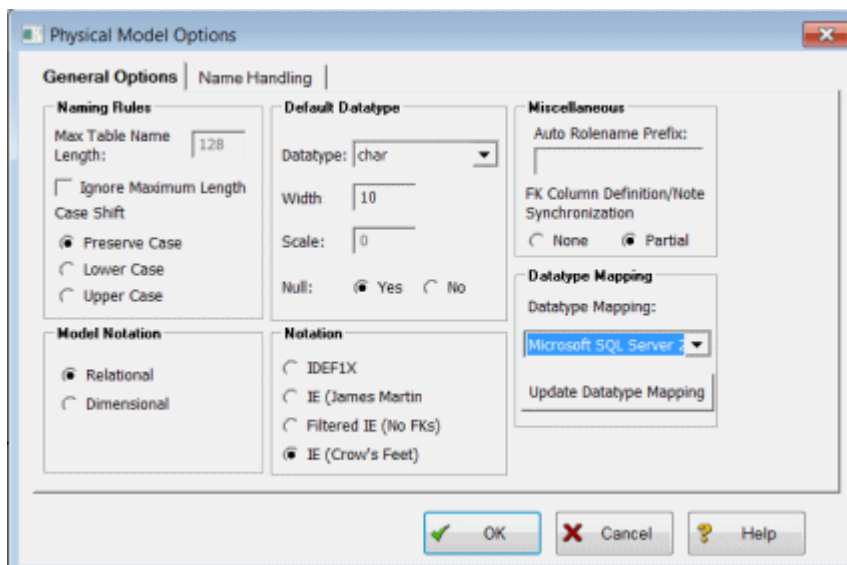 Physical Model Options
General Options
Name Handling
Naming Rules
Max Table Name
Length:
128
Ignore Maximum Length
Case Shift
Preserve Case
Lower Case
Upper Case
Default Datatype
Datatype: char
Width 10
Scale: 0
Null: Yes No
Miscellaneous
Auto Rolename Prefix:
FK Column Definition/Note
Synchronization
None Partial
Datatype Mapping
Datatype Mapping:
Microsoft SQL Server 2
Update Datatype Mapping
Model Notation
Relational
Dimensional
Notation
IDEF1X
IE (James Martin
Filtered IE (No FKs)
IE (Crow's Feet)
OK
Cancel
Help